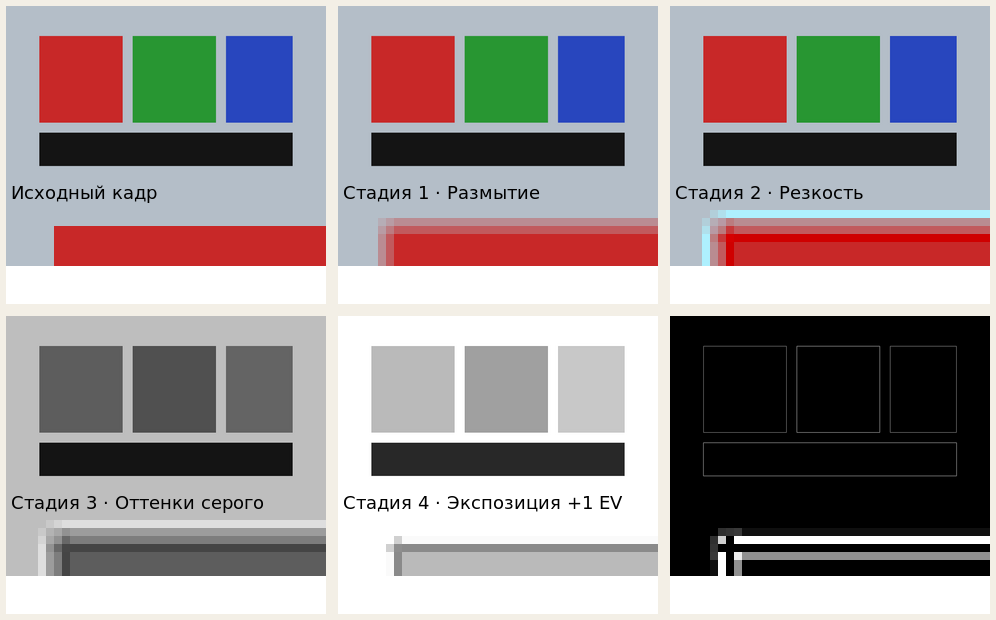 Исходный кадр
Стадия 1 · Размытие
Стадия 2 · Резкость
Стадия 3 · Оттенки серого
Стадия 4 · Экспозиция +1 EV